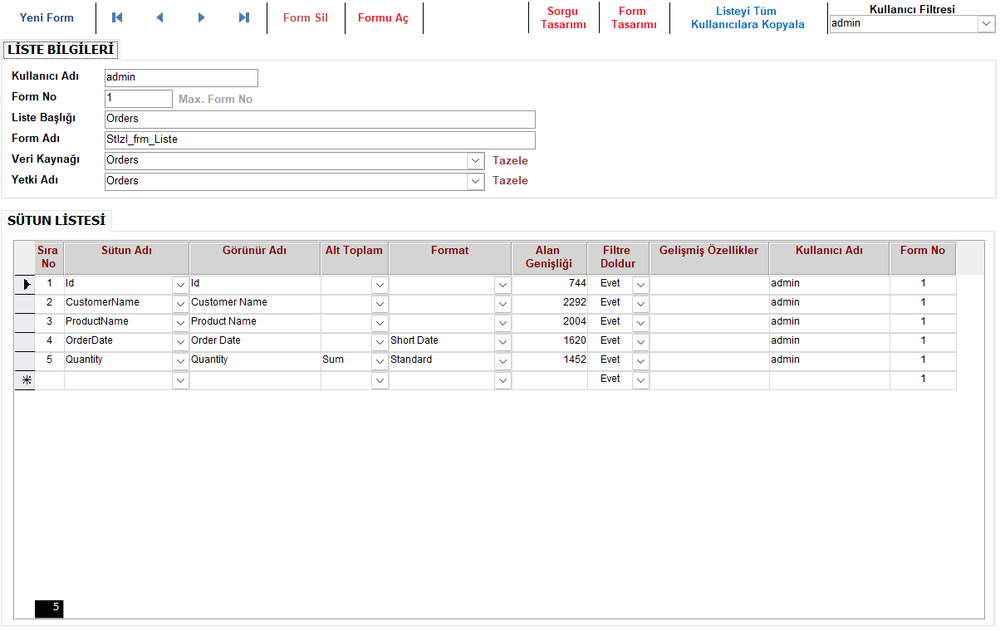 Yeni Form
Form Sil
Formu Aç
Sorgu Tasarımı
Form Tasarımı
Listeyi Tüm Kullanıcılara Kopyala
Kullanıcı Filtresi
admin
LİSTE BİLGİLERİ
Kullanıcı Adı admin
Form No 1 Max. Form No
Liste Başlığı Orders
Form Adı Stlzl_frm_Liste
Veri Kaynağı Orders Tazele
Yetki Adı Orders Tazele
SÜTUN LİSTESİ
Sıra No Sütun Adı Görünür Adı Alt Toplam Format Alan Genişliği Filtre Doldur Gelişmiş Özellikler Kullanıcı Adı Form No
1 Id Id 744 Evet admin 1
2 CustomerName Customer Name 2292 Evet admin 1
3 ProductName Product Name 2004 Evet admin 1
4 OrderDate Order Date Short Date 1620 Evet admin 1
5 Quantity Quantity Sum Standard 1452 Evet admin 1
Evet 1
5